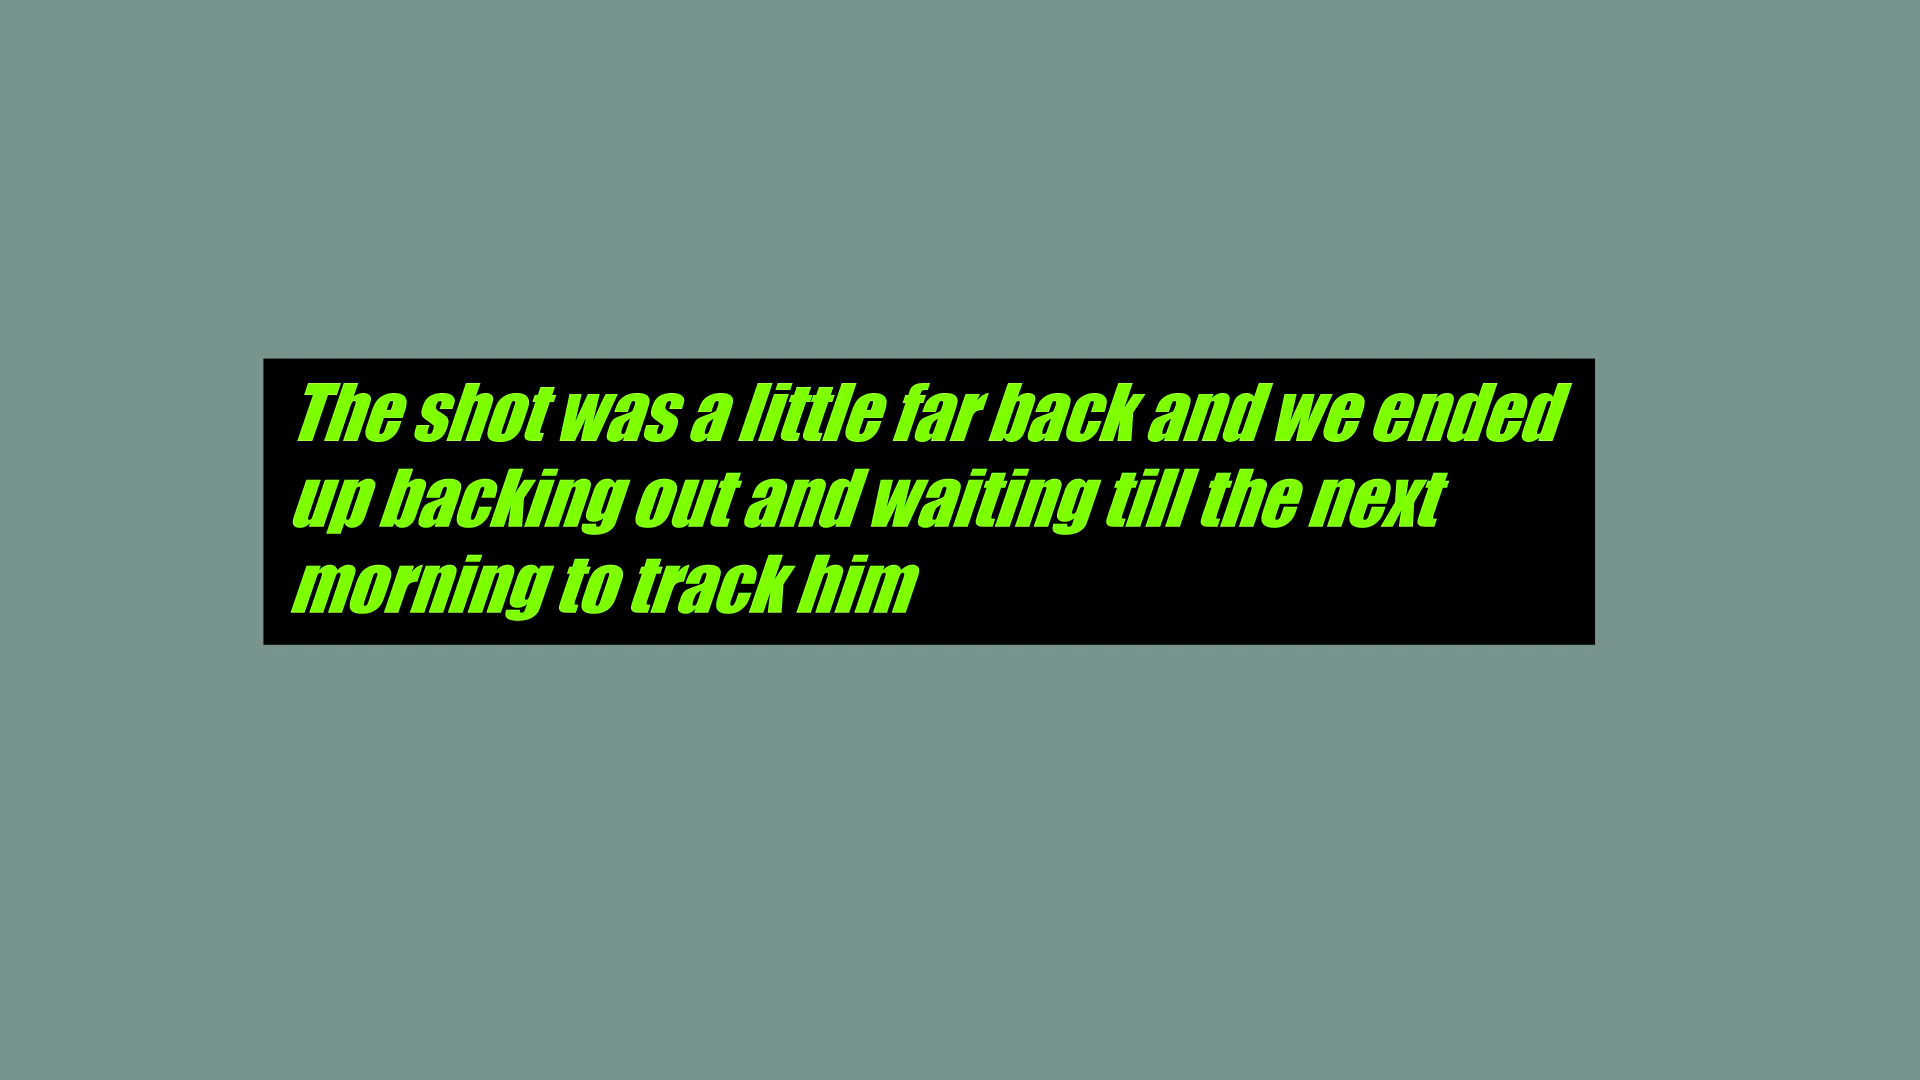 The shot was a little far back and we ended
up backing out and waiting till the next
morning to track him